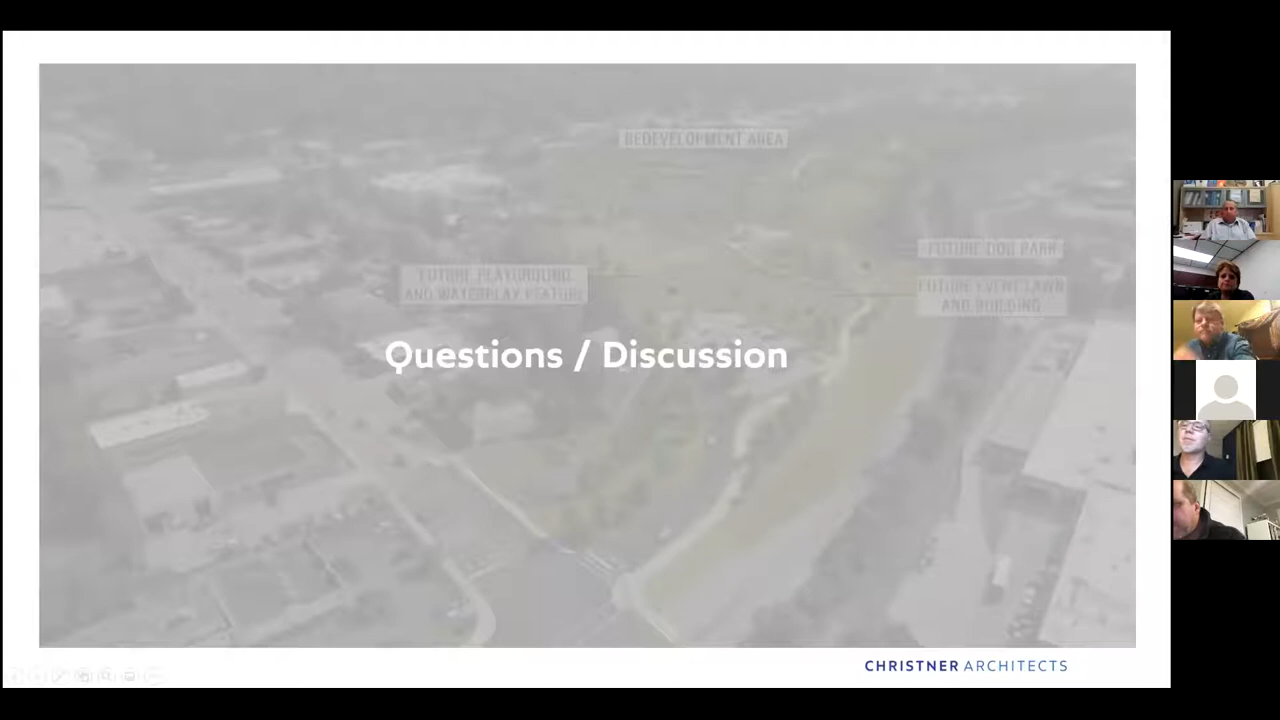 REDEVELOPMENT AREA
FUTURE DOG PARK
FUTURE PLAYGROUND
AND WATERPLAY FEATURE
FUTURE EVENT LAWN
AND BUILDING
Questions / Discussion
CHRISTNER ARCHITECTS